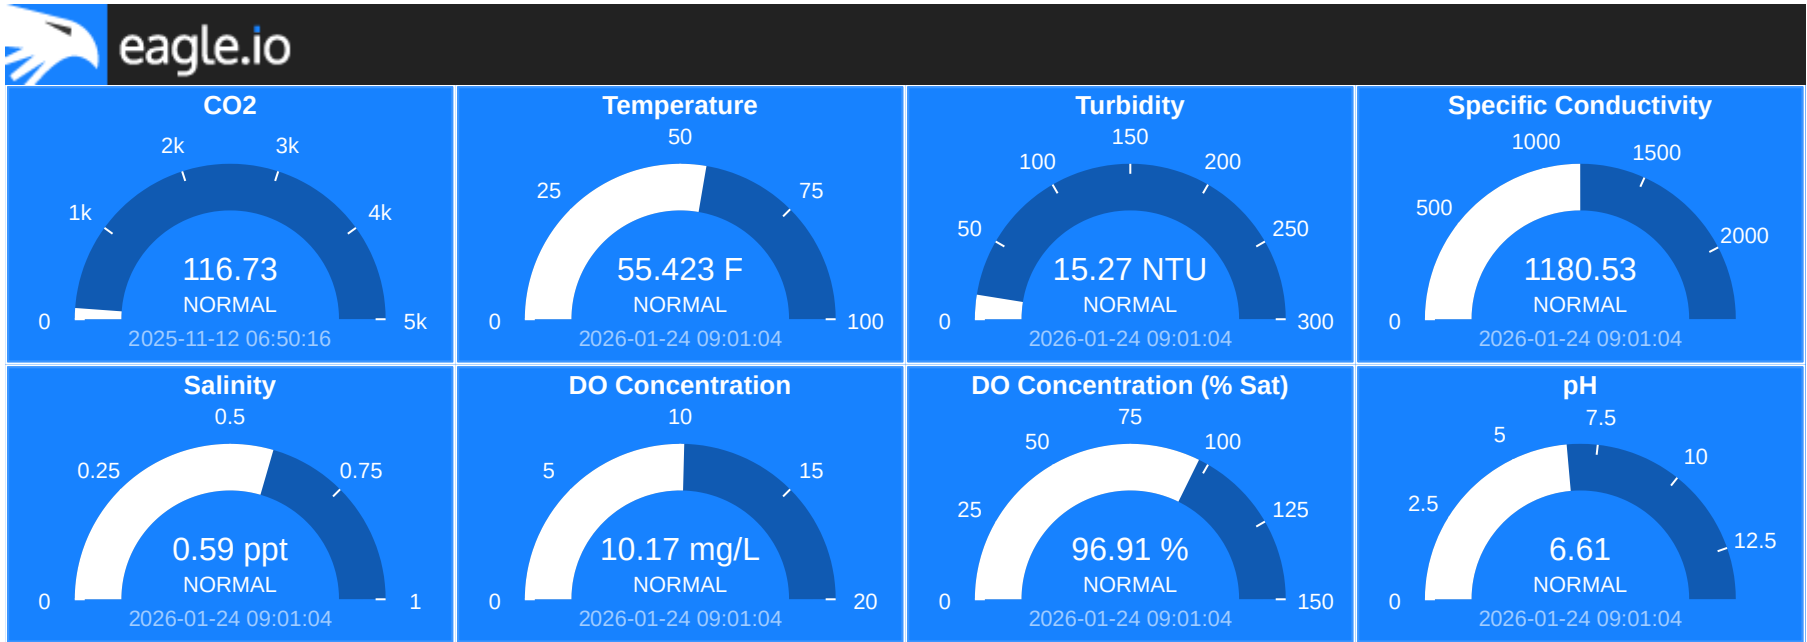 eagle.io
CO2
0
1k
2k
3k
4k
5k
116.73
NORMAL
2025-11-12 06:50:16
Temperature
0
25
50
75
100
55.423 F
NORMAL
2026-01-24 09:01:04
Turbidity
0
50
100
150
200
250
300
15.27 NTU
NORMAL
2026-01-24 09:01:04
Specific Conductivity
0
500
1000
1500
2000
1180.53
NORMAL
2026-01-24 09:01:04
Salinity
0
0.25
0.5
0.75
1
0.59 ppt
NORMAL
2026-01-24 09:01:04
DO Concentration
0
5
10
15
20
10.17 mg/L
NORMAL
2026-01-24 09:01:04
DO Concentration (% Sat)
0
25
50
75
100
125
150
96.91 %
NORMAL
2026-01-24 09:01:04
pH
0
2.5
5
7.5
10
12.5
6.61
NORMAL
2026-01-24 09:01:04